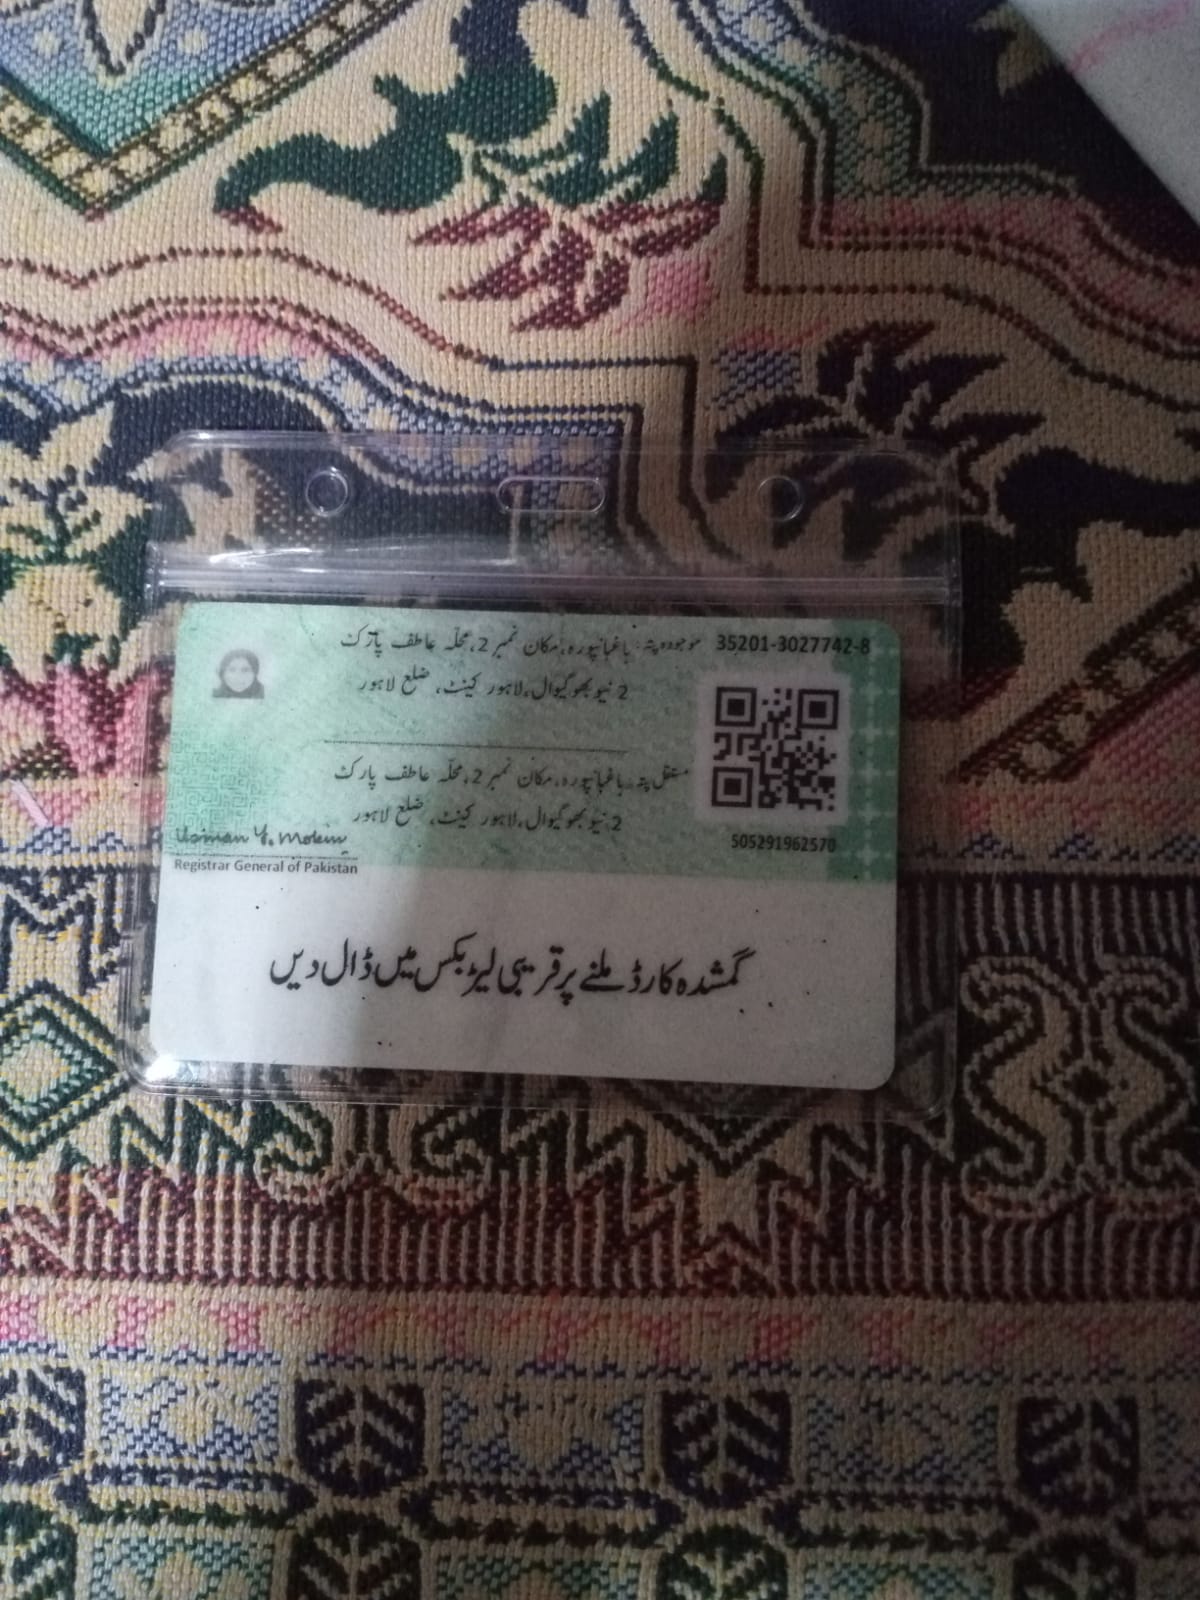 35201-3027742-8
موجودہ پتہ: باغبانپورہ، مکان نمبر 2، محلہ عاطف پارک
2 نیو بھوگیوال، لاہور کینٹ، ضلع لاہور
مستقل پتہ: باغبانپورہ، مکان نمبر 2، محلہ عاطف پارک
2 نیو بھوگیوال، لاہور کینٹ، ضلع لاہور
505291962570
Usman Y. Mobin
Registrar General of Pakistan
گمشدہ کارڈ ملنے پر قریبی لیٹر بکس میں ڈال دیں